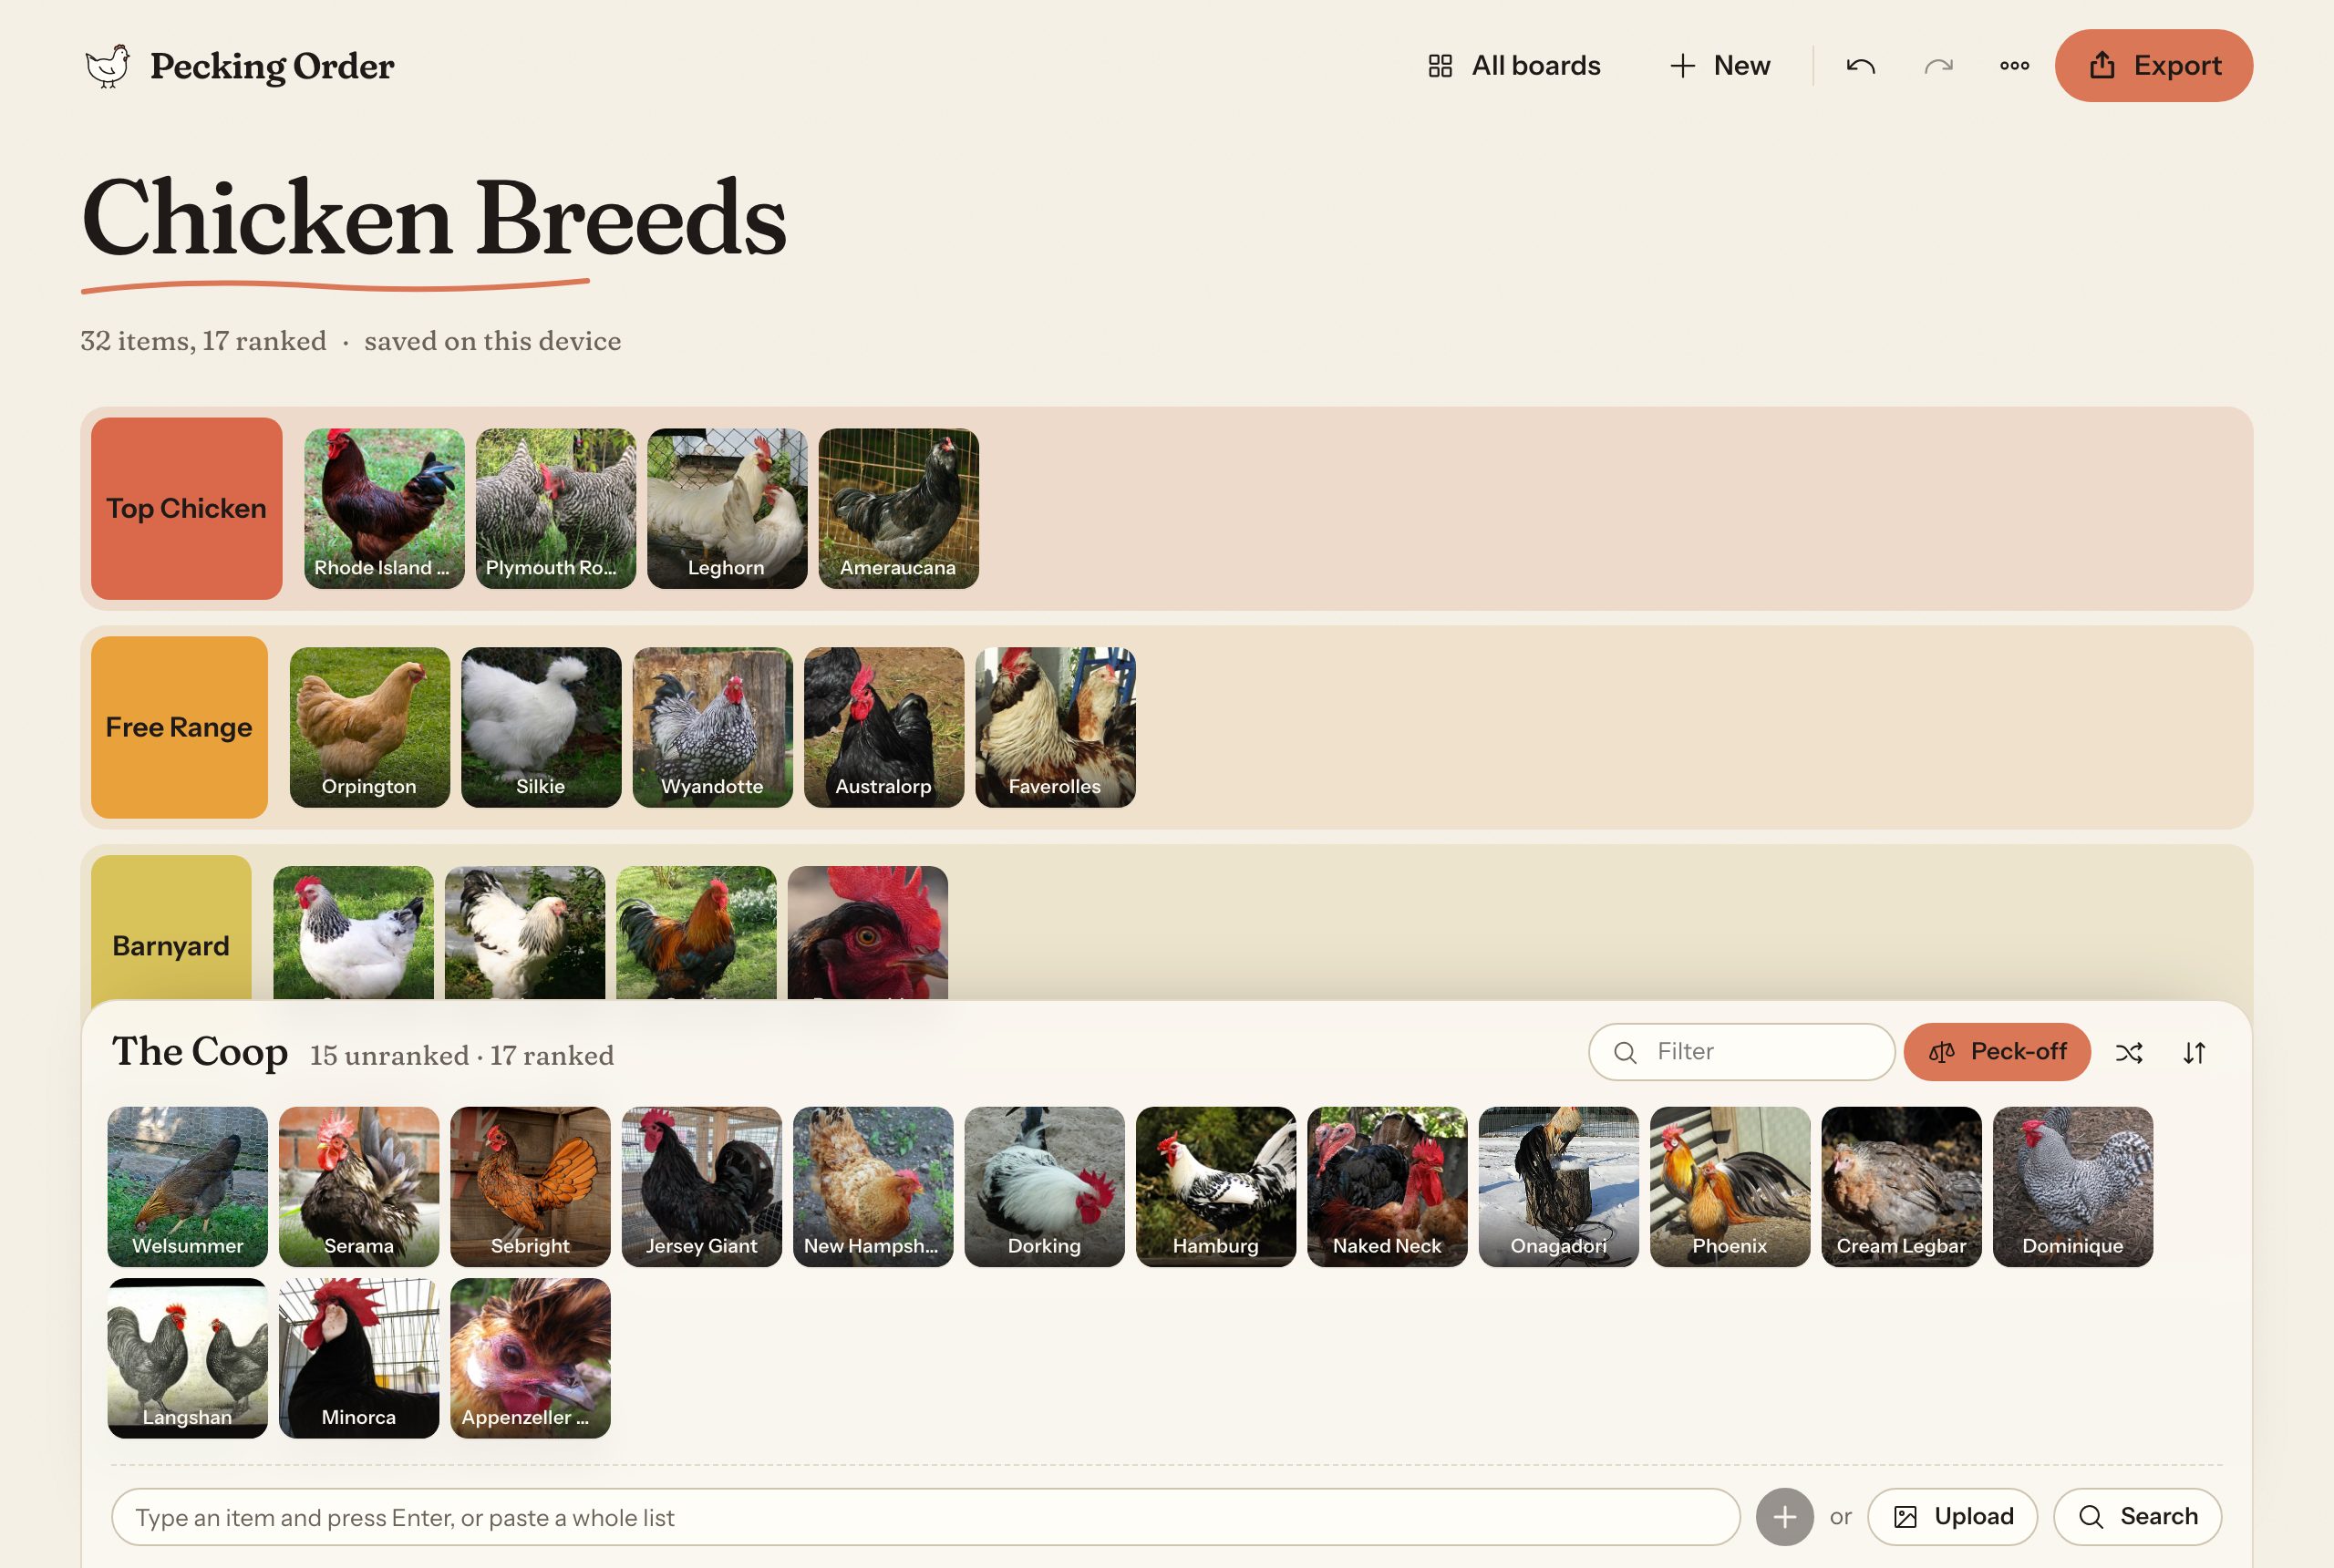 Pecking Order
All boards
New
Export
Chicken Breeds
32 items, 17 ranked · saved on this device
Top Chicken
Rhode Island ...
Plymouth Ro...
Leghorn
Ameraucana
Free Range
Orpington
Silkie
Wyandotte
Australorp
Faverolles
Barnyard
The Coop
15 unranked · 17 ranked
Filter
Peck-off
Welsummer
Serama
Sebright
Jersey Giant
New Hampsh...
Dorking
Hamburg
Naked Neck
Onagadori
Phoenix
Cream Legbar
Dominique
Langshan
Minorca
Appenzeller ...
Type an item and press Enter, or paste a whole list
or
Upload
Search